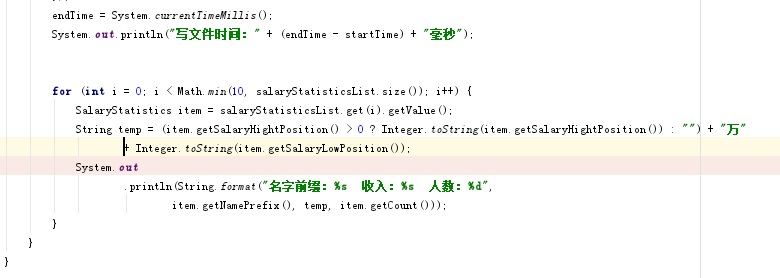 endTime = System.currentTimeMillis();
System.out.println("写文件时间：" + (endTime - startTime) + "毫秒");
for (int i = 0; i < Math.min(10, salaryStatisticsList.size()); i++) {
SalaryStatistics item = salaryStatisticsList.get(i).getValue();
String temp = (item.getSalaryHightPosition() > 0 ? Integer.toString(item.getSalaryHightPosition()) : "") + "万"
+ Integer.toString(item.getSalaryLowPosition());
System.out
.println(String.format("名字前缀：%s  收入：%s  人数：%d",
item.getNamePrefix(), temp, item.getCount()));
}
}
}